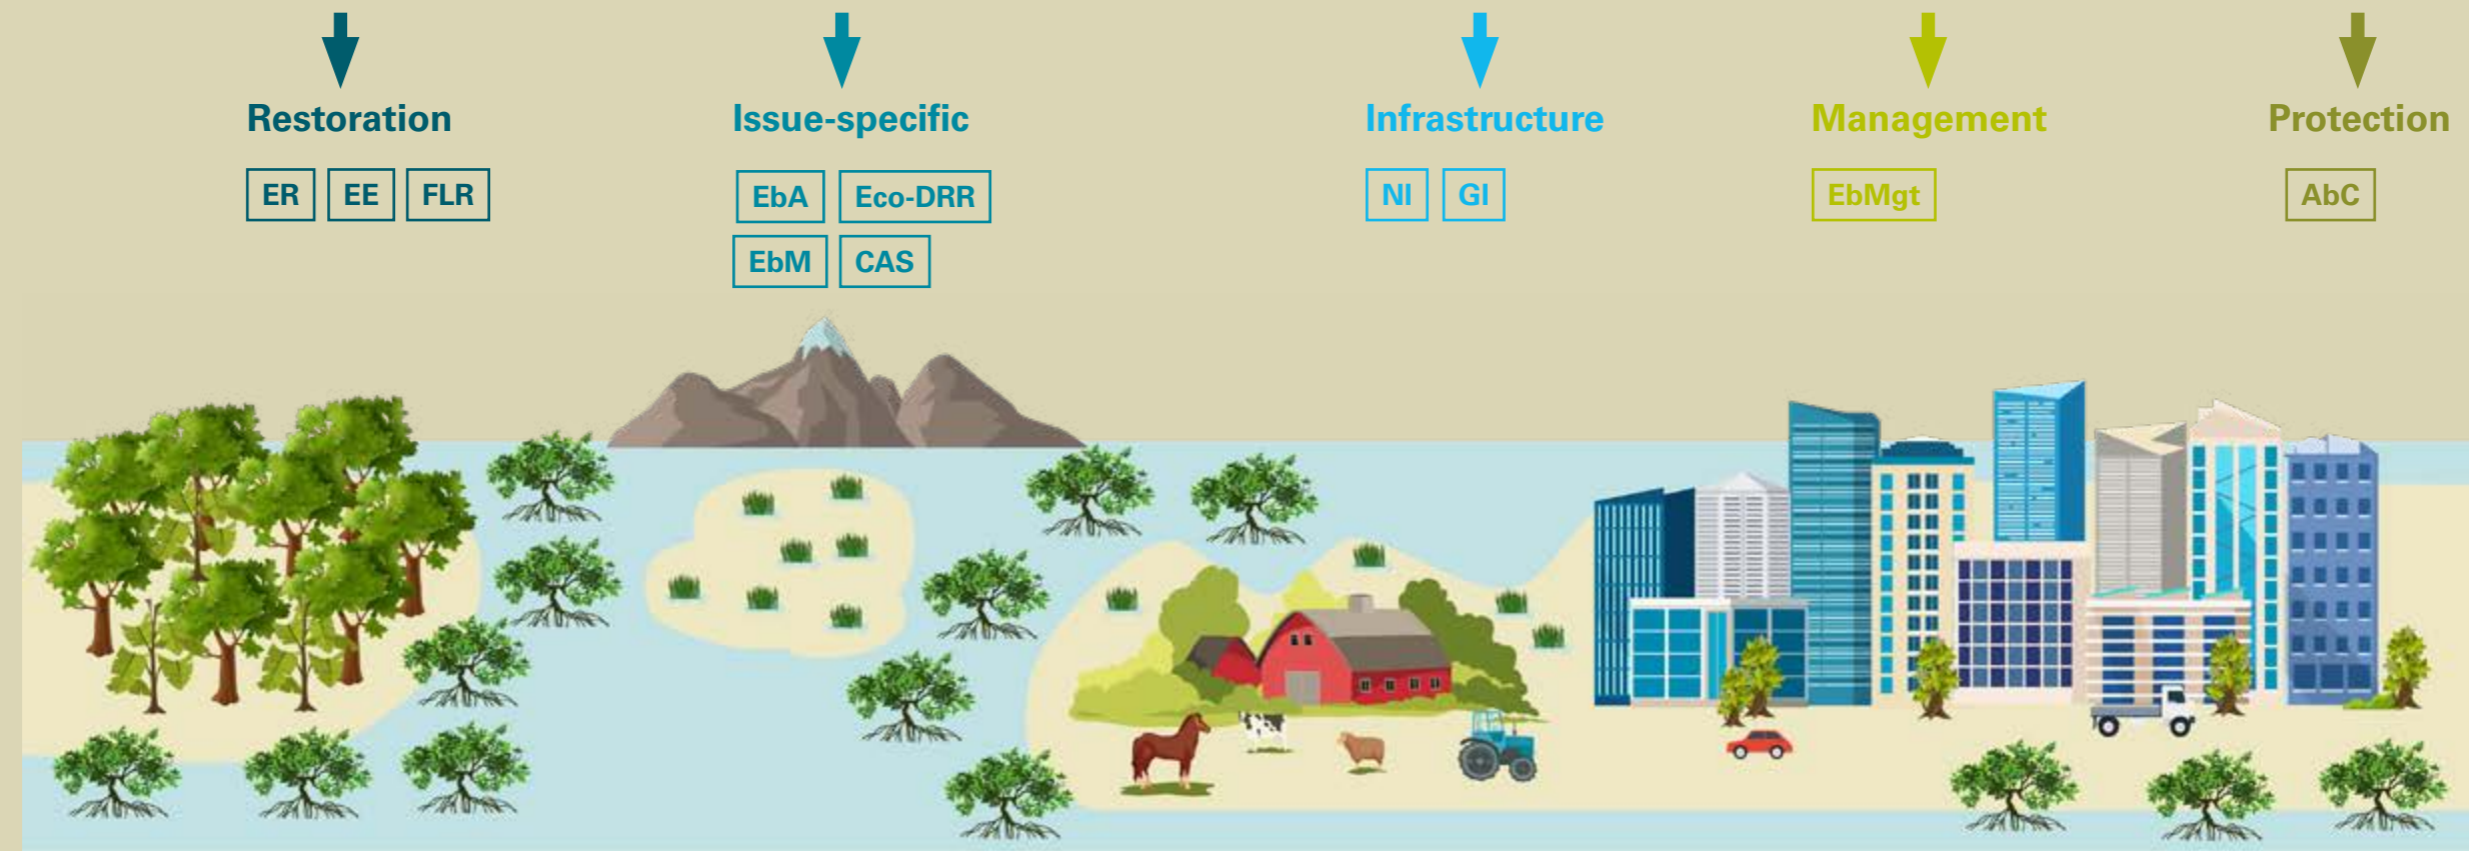 Restoration
Issue-specific
Infrastructure
Management
Protection
ER EE FLR
EbA Eco-DRR
EbM CAS
NI GI
EbMgt
AbC